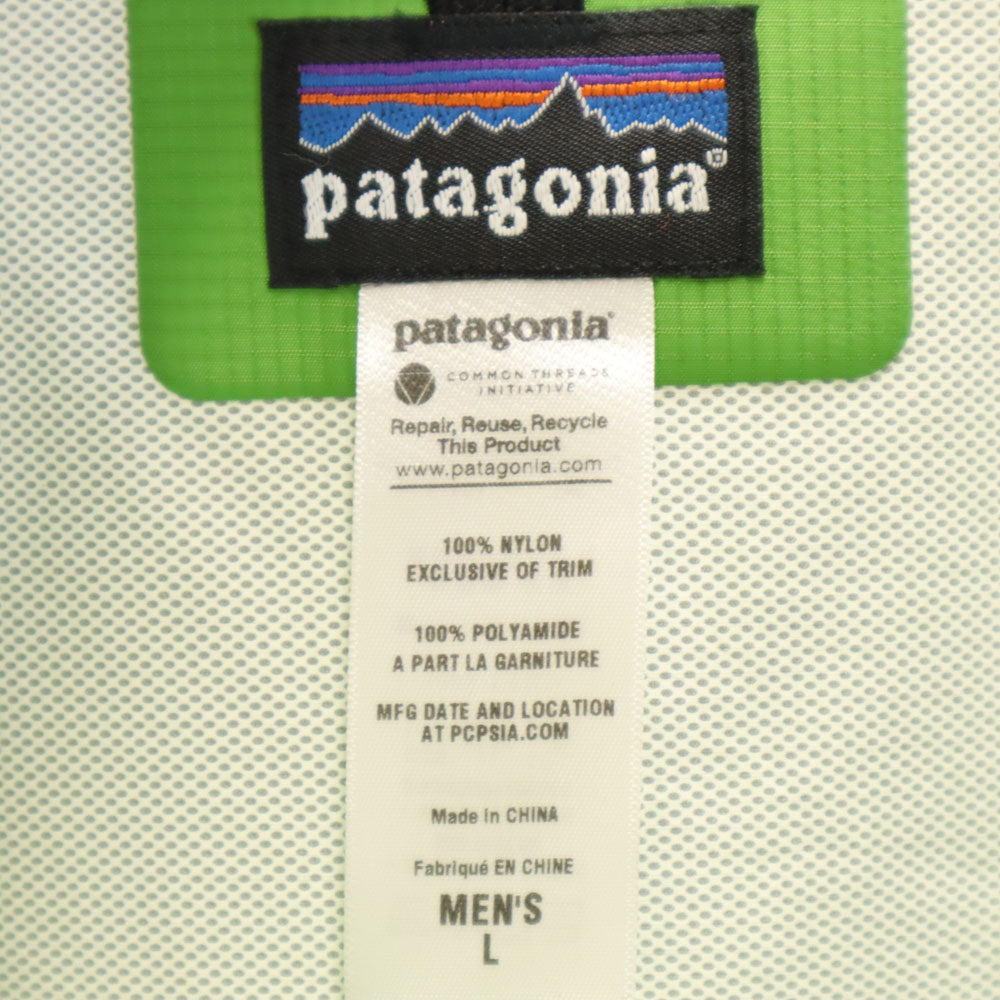 patagonia®
patagonia®
COMMON THREADS
INITIATIVE
Repair, Reuse, Recycle
This Product
www.patagonia.com
100% NYLON
EXCLUSIVE OF TRIM
100% POLYAMIDE
A PART LA GARNITURE
MFG DATE AND LOCATION
AT PCPSIA.COM
Made in CHINA
Fabriqué EN CHINE
MEN'S
L